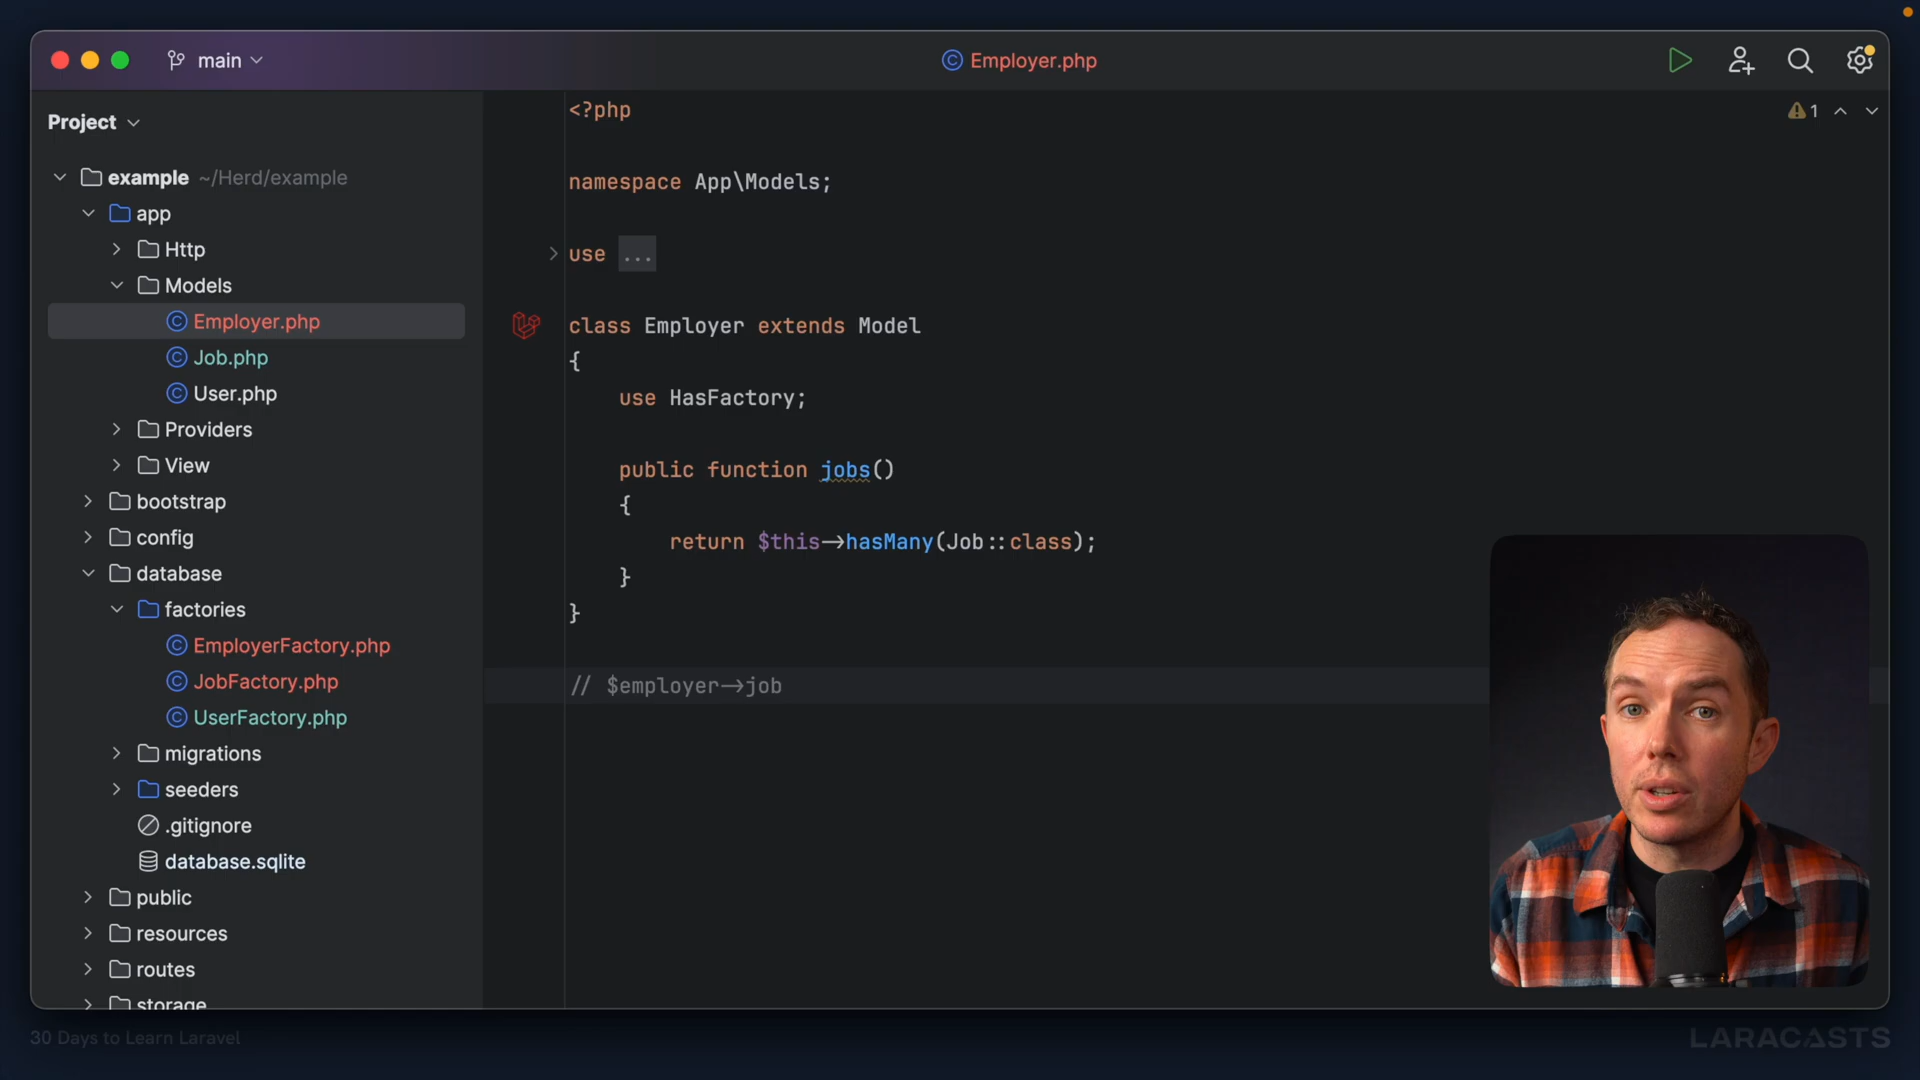 main
Employer.php
Project
example ~/Herd/example
app
Http
Models
Employer.php
Job.php
User.php
Providers
View
bootstrap
config
database
factories
EmployerFactory.php
JobFactory.php
UserFactory.php
migrations
seeders
.gitignore
database.sqlite
public
resources
routes
storage
<?php
1
namespace App\Models;
use ...
class Employer extends Model
{
use HasFactory;
public function jobs()
{
return $this->hasMany(Job::class);
}
}
// $employer->job
30 Days to Learn Laravel
LARACASTS